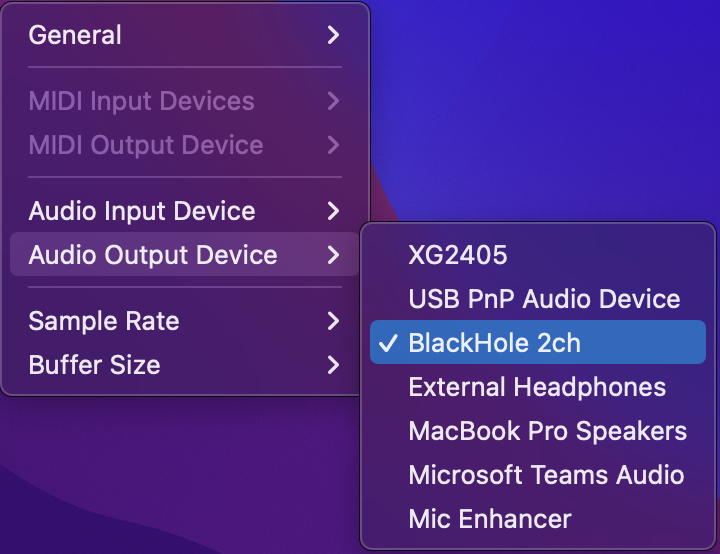 General
MIDI Input Devices
MIDI Output Device
Audio Input Device
Audio Output Device
Sample Rate
Buffer Size
XG2405
USB PnP Audio Device
BlackHole 2ch
External Headphones
MacBook Pro Speakers
Microsoft Teams Audio
Mic Enhancer